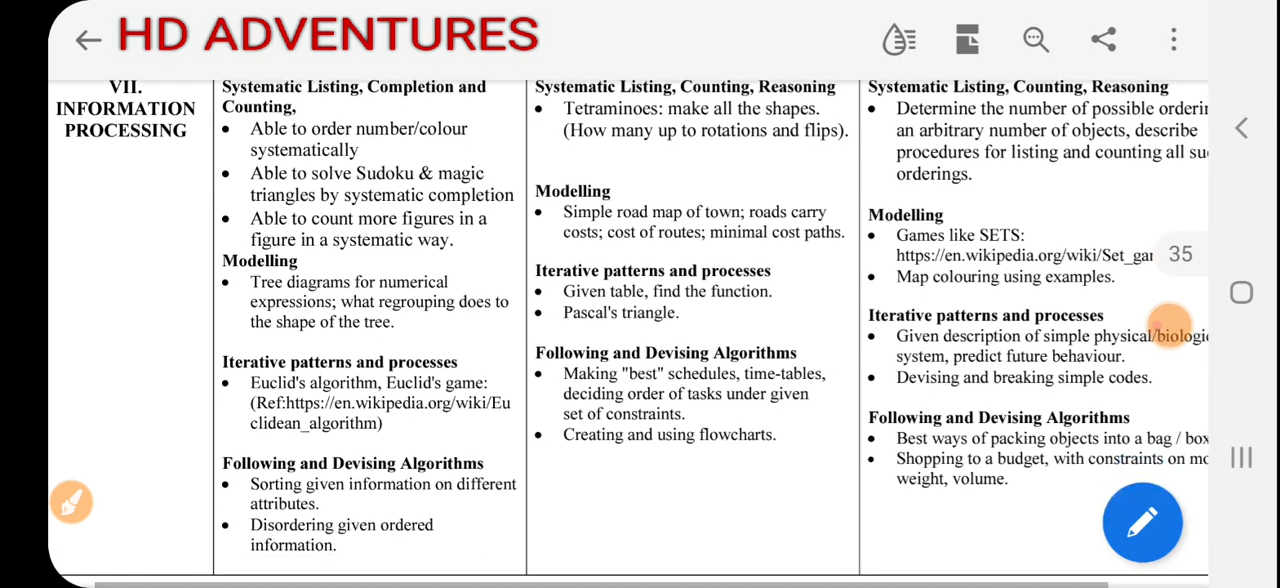 HD ADVENTURES
VII.
INFORMATION
PROCESSING
Systematic Listing, Completion and
Counting,
• Able to order number/colour
systematically
• Able to solve Sudoku & magic
triangles by systematic completion
• Able to count more figures in a
figure in a systematic way.
Modelling
• Tree diagrams for numerical
expressions; what regrouping does to
the shape of the tree.
Iterative patterns and processes
• Euclid's algorithm, Euclid's game:
(Ref:https://en.wikipedia.org/wiki/Eu
clidean_algorithm)
Following and Devising Algorithms
• Sorting given information on different
attributes.
• Disordering given ordered
information.
Systematic Listing, Counting, Reasoning
• Tetraminoes: make all the shapes.
(How many up to rotations and flips).
Modelling
• Simple road map of town; roads carry
costs; cost of routes; minimal cost paths.
Iterative patterns and processes
• Given table, find the function.
• Pascal's triangle.
Following and Devising Algorithms
• Making "best" schedules, time-tables,
deciding order of tasks under given
set of constraints.
• Creating and using flowcharts.
Systematic Listing, Counting, Reasoning
• Determine the number of possible orderin
an arbitrary number of objects, describe
procedures for listing and counting all su
orderings.
Modelling
• Games like SETS:
https://en.wikipedia.org/wiki/Set_gar
• Map colouring using examples.
Iterative patterns and processes
• Given description of simple physical/biologic
system, predict future behaviour.
• Devising and breaking simple codes.
Following and Devising Algorithms
• Best ways of packing objects into a bag / box
• Shopping to a budget, with constraints on mo
weight, volume.
35